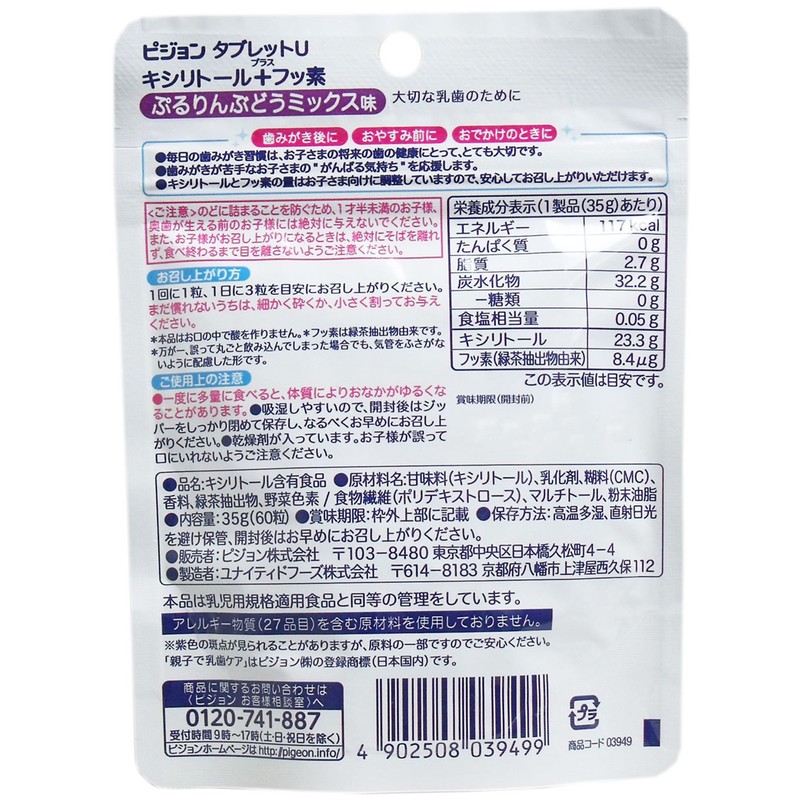 ピジョン タブレットU
プラス
キシリトール+フッ素
ぷるりんぶどうミックス味 大切な乳歯のために
歯みがき後に おやすみ前に おでかけのときに
●毎日の歯みがき習慣は、お子さまの将来の歯の健康にとって、とても大切です。
●歯みがきが苦手なお子さまの"がんばる気持ち"を応援します。
●キシリトールとフッ素の量はお子さま向けに調整していますので、安心してお召し上がりいただけます。
<ご注意>のどに詰まることを防ぐため、1才半未満のお子様、
奥歯が生える前のお子様には絶対に与えないでください。
また、お子様がお召し上がりになるときは、絶対にそばを離れ
ず、食べ終わるまで目を離さないようご注意ください。
お召し上がり方
1回に1粒、1日に3粒を目安にお召し上がりください。
まだ慣れないうちは、細かく砕くか、小さく割ってお与え
ください。
*本品はお口の中で酸を作りません。*フッ素は緑茶抽出物由来です。
*万が一、誤って丸ごと飲み込んでしまった場合でも、気管をふさがな
いように配慮した形です。
ご使用上の注意
●一度に多量に食べると、体質によりおなかがゆるくな
ることがあります。●吸湿しやすいので、開封後はジッ
パーをしっかり閉めて保存し、なるべくお早めにお召し上
がりください。●乾燥剤が入っています。お子様が誤って
口にいれないようご注意ください。
栄養成分表示(1製品(35g)あたり)
エネルギー 117 kcal
たんぱく質 0 g
脂質 2.7 g
炭水化物 32.2 g
−糖類 0 g
食塩相当量 0.05 g
キシリトール 23.3 g
フッ素(緑茶抽出物由来) 8.4μg
この表示値は目安です。
賞味期限(開封前)
●品名:キシリトール含有食品 ●原材料名:甘味料(キシリトール)、乳化剤、糊料(CMC)、
香料、緑茶抽出物、野菜色素/食物繊維(ポリデキストロース)、マルチトール、粉末油脂
●内容量:35g(60粒) ●賞味期限:枠外上部に記載 ●保存方法:高温多湿、直射日光
を避け保管、開封後はお早めにお召し上がりください。
●販売者:ピジョン株式会社 〒103-8480 東京都中央区日本橋久松町4-4
●製造者:ユナイテッドフーズ株式会社 〒614-8183 京都府八幡市上津屋西久保112
本品は乳児用規格適用食品と同等の管理をしています。
アレルギー物質(27品目)を含む原材料を使用しておりません。
※紫色の斑点が見られることがありますが、原料の一部ですのでご安心ください。
「親子で乳歯ケア」はピジョン㈱の登録商標(日本国内)です。
商品に関するお問い合わせは
〈ピジョン お客様相談室〉へ
0120-741-887
受付時間9時〜17時(土・日・祝日を除く)
ピジョンホームページは http://pigeon.info/
4 902508 039499
プラ
商品コード 03949